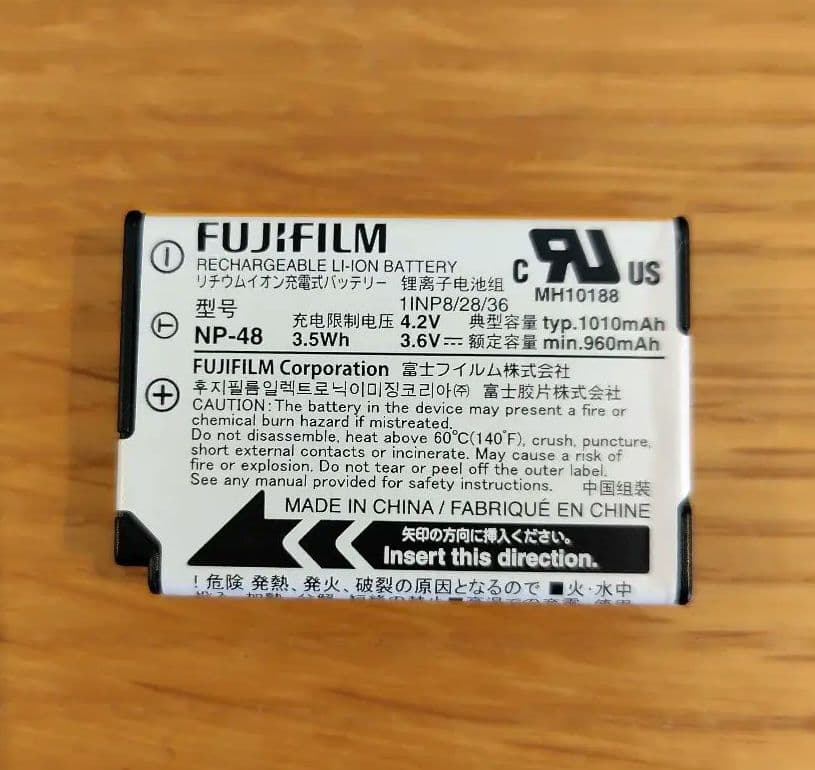 FUJIFILM
RECHARGEABLE LI-ION BATTERY
リチウムイオン充電式バッテリー 锂离子电池组
1INP8/28/36
C RU US
MH10188
型号
NP-48
充电限制电压 4.2V 典型容量 typ.1010mAh
3.5Wh 3.6V⎓ 额定容量 min.960mAh
− T +
FUJIFILM Corporation 富士フイルム株式会社
후지필름일렉트로닉이미징코리아㈜ 富士胶片株式会社
CAUTION: The battery in the device may present a fire or
chemical burn hazard if mistreated.
Do not disassemble, heat above 60°C(140°F), crush, puncture,
short external contacts or incinerate. May cause a risk of
fire or explosion. Do not tear or peel off the outer label.
See any manual provided for safety instructions. 中国组装
MADE IN CHINA / FABRIQUÉ EN CHINE
矢印の方向に挿入ください。
Insert this direction.
! 危険 発熱、発火、破裂の原因となるので ■火・水中